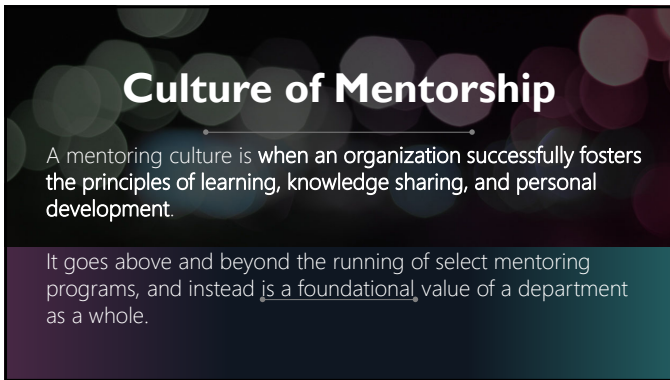 Culture of Mentorship
A mentoring culture is when an organization successfully fosters
the principles of learning, knowledge sharing, and personal
development.
It goes above and beyond the running of select mentoring
programs, and instead is a foundational value of a department
as a whole.